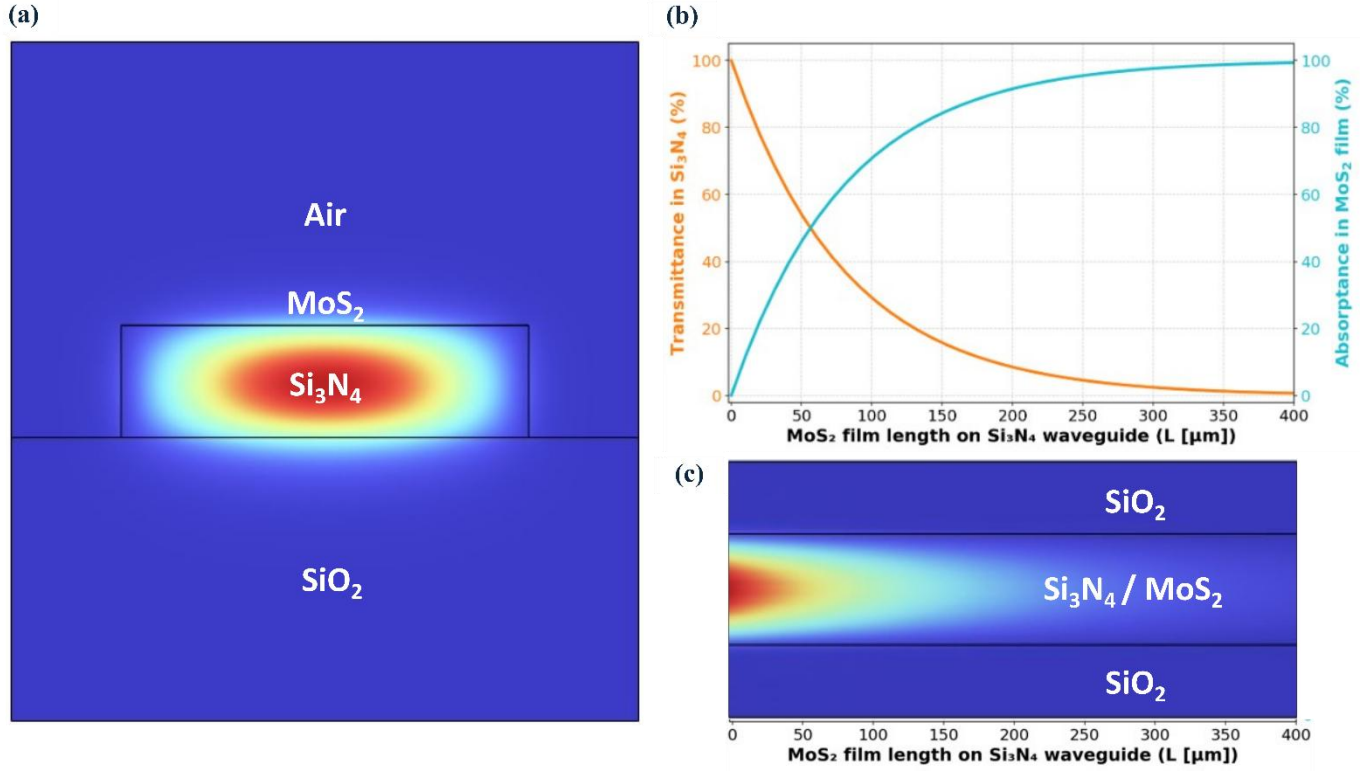 (a)
Air
MoS₂
Si₃N₄
SiO₂
(b)
Transmittance in Si₃N₄ (%)
100
80
60
40
20
0
100
80
60
40
20
0
Absorptance in MoS₂ film (%)
0 50 100 150 200 250 300 350 400
MoS₂ film length on Si₃N₄ waveguide (L [μm])
(c)
SiO₂
Si₃N₄ / MoS₂
SiO₂
0 50 100 150 200 250 300 350 400
MoS₂ film length on Si₃N₄ waveguide (L [μm])